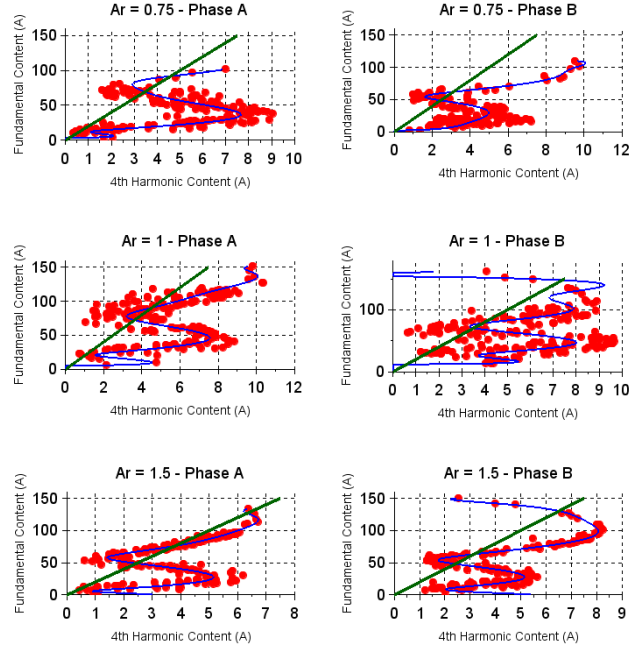 Ar = 0.75 - Phase A
Fundamental Content (A)
150
100
50
0
0 1 2 3 4 5 6 7 8 9 10
4th Harmonic Content (A)
Ar = 0.75 - Phase B
Fundamental Content (A)
150
100
50
0
0 2 4 6 8 10 12
4th Harmonic Content (A)
Ar = 1 - Phase A
Fundamental Content (A)
150
100
50
0
0 2 4 6 8 10 12
4th Harmonic Content (A)
Ar = 1 - Phase B
Fundamental Content (A)
100
0
0 1 2 3 4 5 6 7 8 9 10
4th Harmonic Content (A)
Ar = 1.5 - Phase A
Fundamental Content (A)
150
100
50
0
0 1 2 3 4 5 6 7 8
4th Harmonic Content (A)
Ar = 1.5 - Phase B
Fundamental Content (A)
150
100
50
0
0 1 2 3 4 5 6 7 8 9
4th Harmonic Content (A)